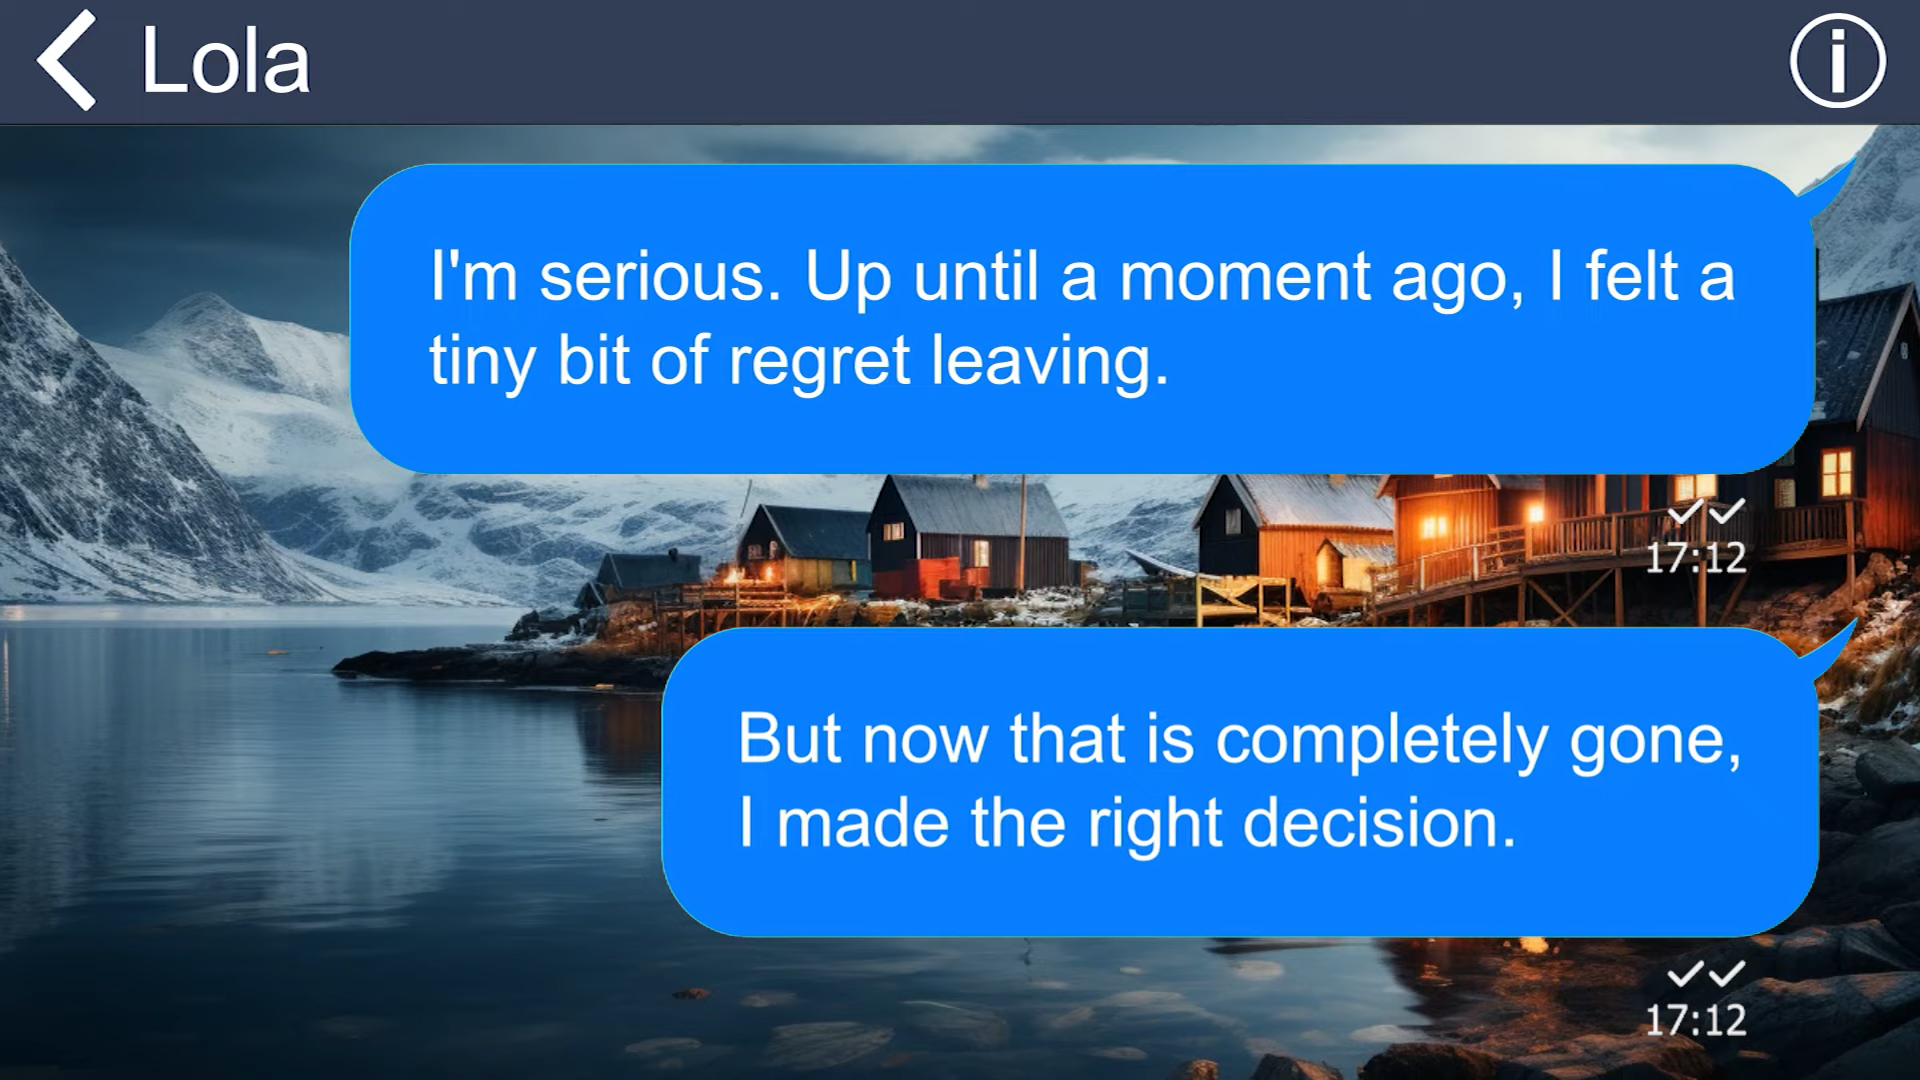 Lola
I'm serious. Up until a moment ago, I felt a
tiny bit of regret leaving.
17:12
But now that is completely gone,
I made the right decision.
17:12